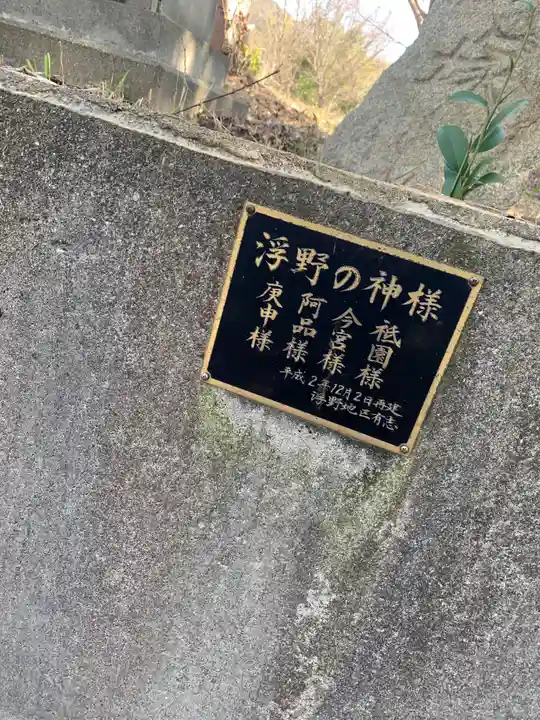 浮野の神様
祇園様
今宮様
阿品様
庚申様
平成2年12月2日再建
浮野地区有志